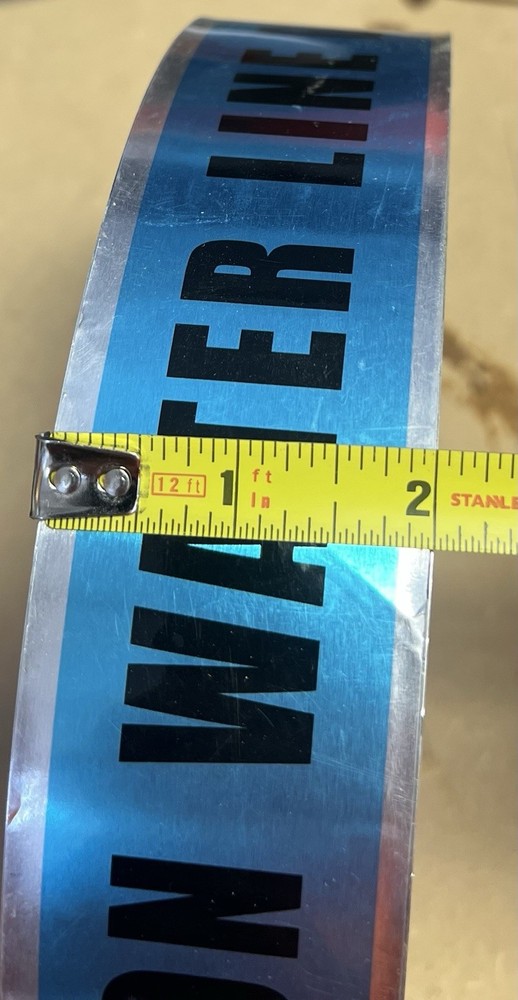 ON WATER LINE
12 ft 1 ft 2 STANLE
In